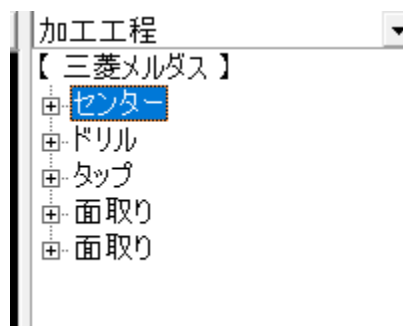 加工工程
【 三菱メルダス 】
センター
ドリル
タップ
面取り
面取り